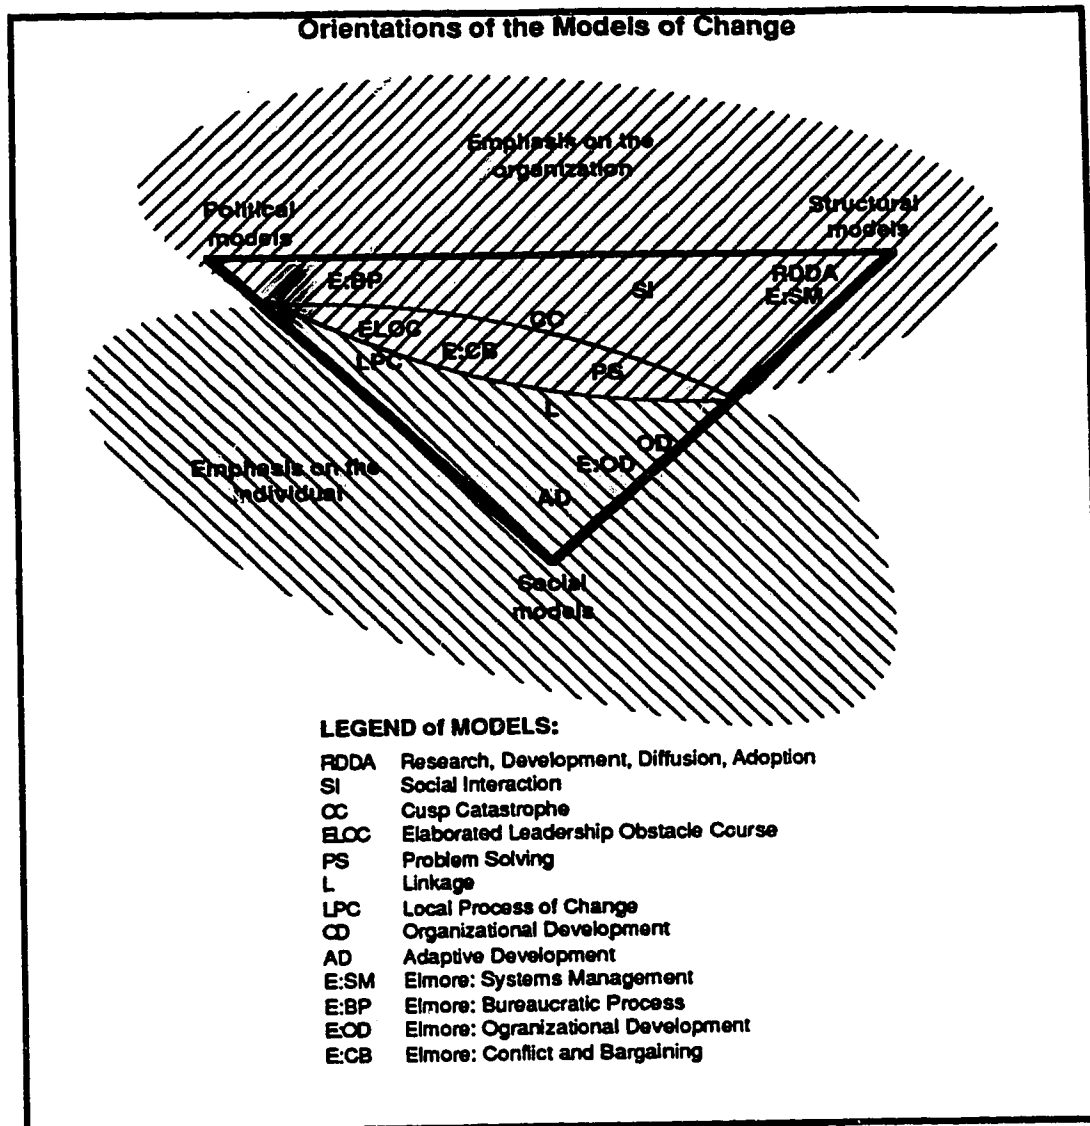 Orientations of the Models of Change
Emphasis on the
organization
Political
models
Structural
models
E:BP
SI
RDDA
E:SM
CC
ELOC
E:CB
LPC
PS
L
OD
E:OD
AD
Emphasis on the
individual
Social
models
LEGEND of MODELS:
RDDA Research, Development, Diffusion, Adoption
SI Social Interaction
CC Cusp Catastrophe
ELOC Elaborated Leadership Obstacle Course
PS Problem Solving
L Linkage
LPC Local Process of Change
OD Organizational Development
AD Adaptive Development
E:SM Elmore: Systems Management
E:BP Elmore: Bureaucratic Process
E:OD Elmore: Ogranizational Development
E:CB Elmore: Conflict and Bargaining